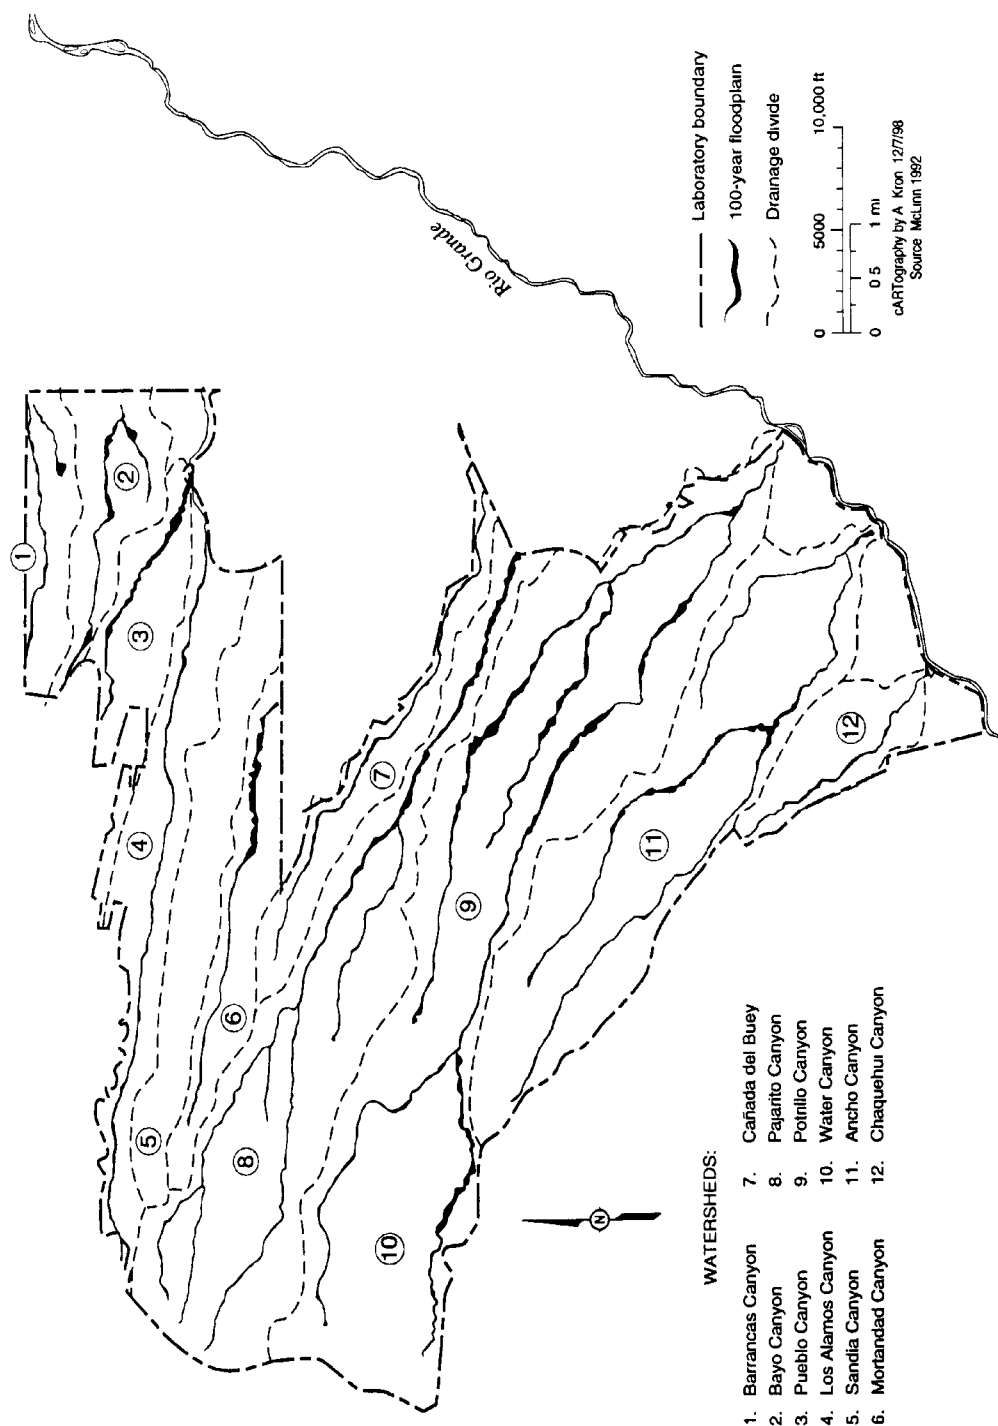 1
2
3
4
5
6
7
8
9
10
11
12
Rio Grande
Laboratory boundary
100-year floodplain
Drainage divide
0 5000 10,000 ft
0 0.5 1 mi
cARTography by A Kron 12/7/98
Source McLinn 1992
N
WATERSHEDS:
1. Barrancas Canyon
2. Bayo Canyon
3. Pueblo Canyon
4. Los Alamos Canyon
5. Sandia Canyon
6. Mortandad Canyon
7. Cañada del Buey
8. Pajarito Canyon
9. Potrillo Canyon
10. Water Canyon
11. Ancho Canyon
12. Chaquehui Canyon